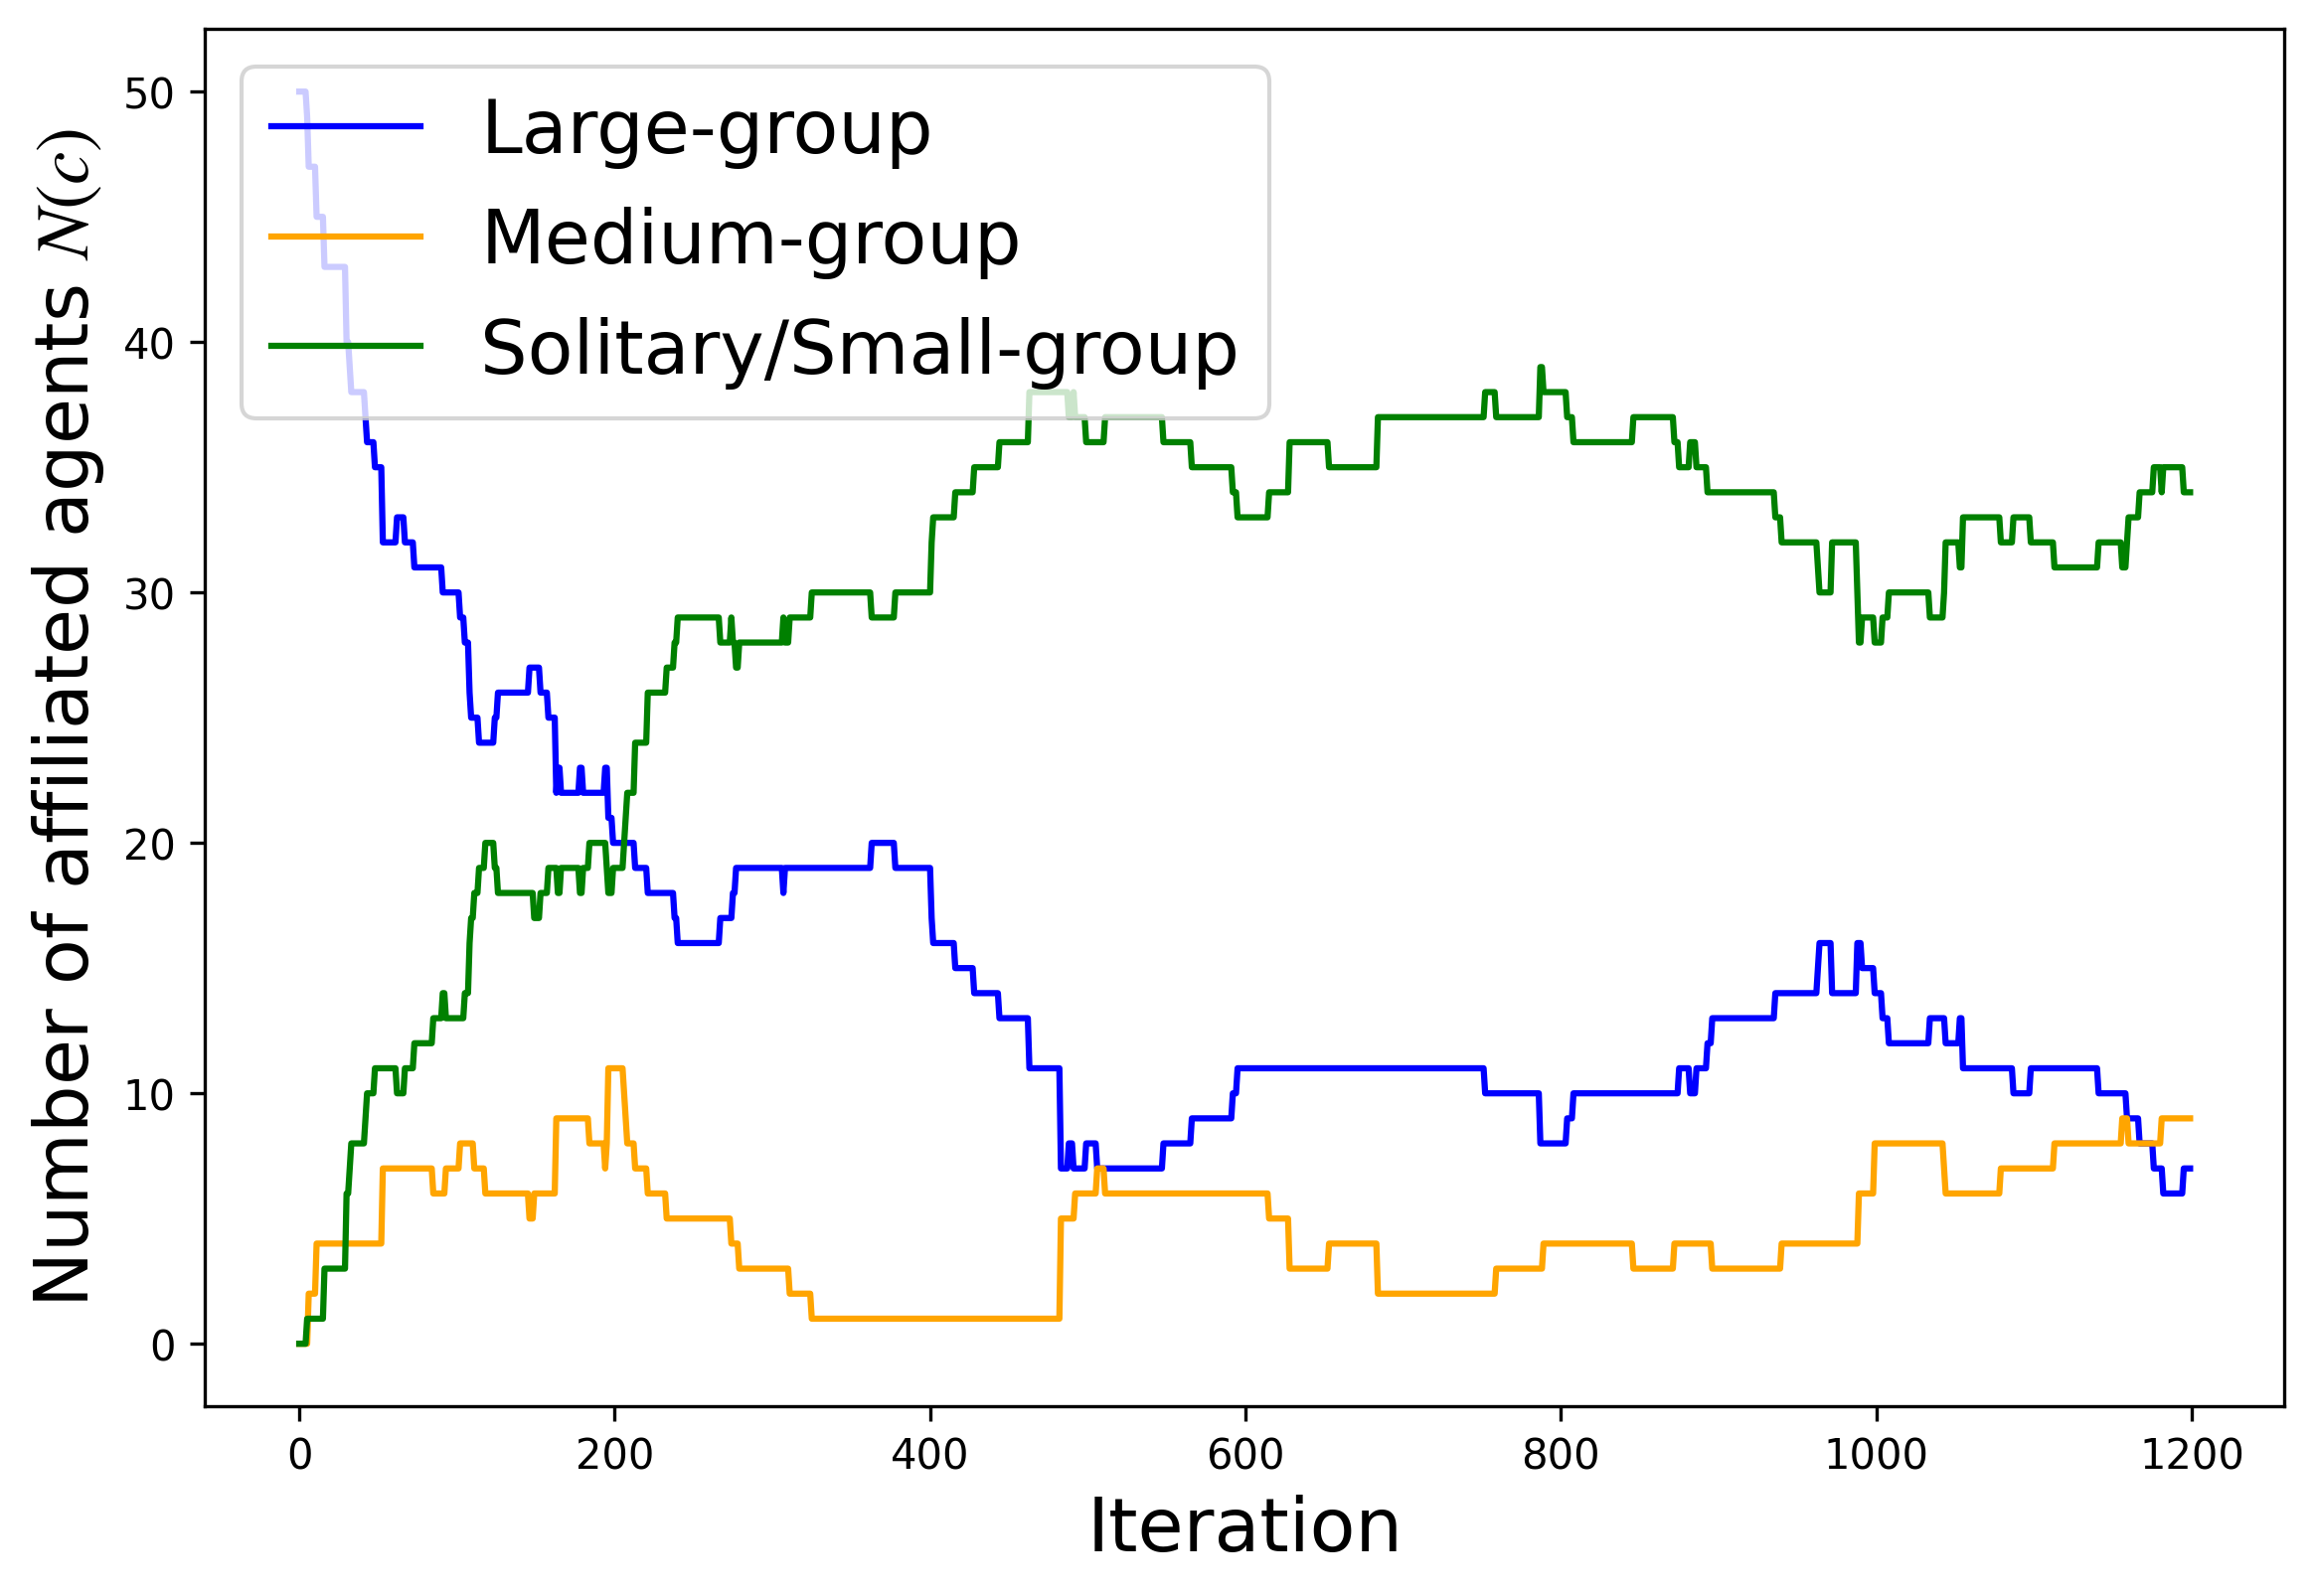 Number of affiliated agents N(c)
50
40
30
20
10
0
Large-group
Medium-group
Solitary/Small-group
0 200 400 600 800 1000 1200
Iteration